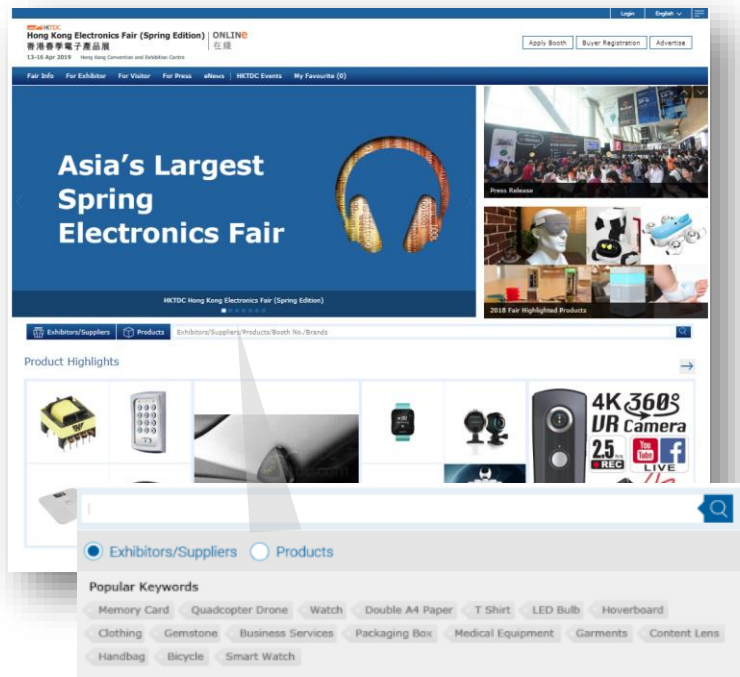 Login English
HKTDC
Hong Kong Electronics Fair (Spring Edition) ONLINE
香港春季電子產品展 在線
13-16 Apr 2019 Hong Kong Convention and Exhibition Centre
Apply Booth Buyer Registration Advertise
Fair Info For Exhibitor For Visitor For Press eNews HKTDC Events My Favourite (0)
Asia's Largest
Spring
Electronics Fair
Press Release
HKTDC Hong Kong Electronics Fair (Spring Edition)
2018 Fair Highlighted Products
Exhibitors/Suppliers Products Exhibitors/Suppliers/Products/Booth No./Brands
Product Highlights
4K 360°
VR Camera
2.5 REC You Tube f
LIVE
Exhibitors/Suppliers Products
Popular Keywords
Memory Card Quadcopter Drone Watch Double A4 Paper T Shirt LED Bulb Hoverboard
Clothing Gemstone Business Services Packaging Box Medical Equipment Garments Content Lens
Handbag Bicycle Smart Watch